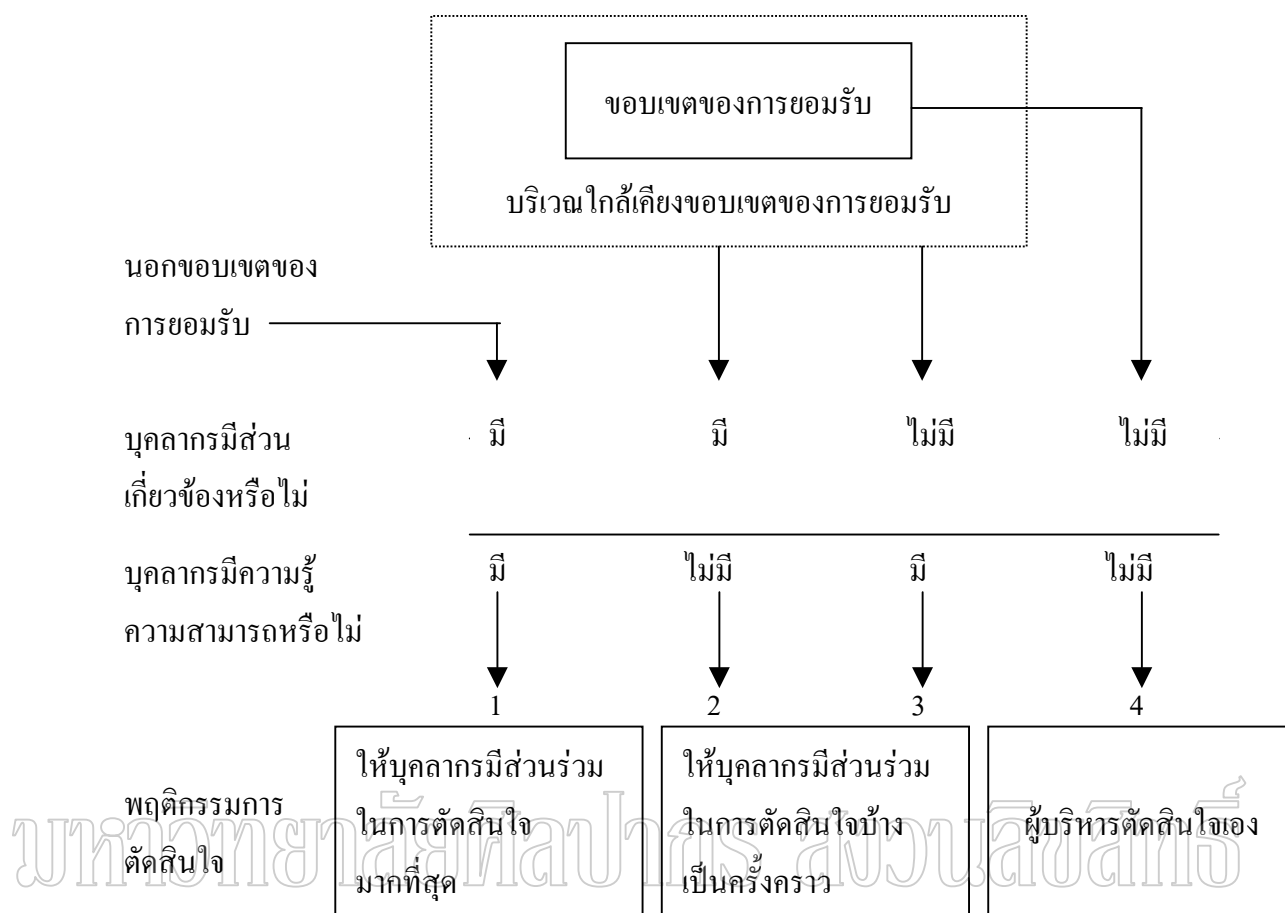 ขอบเขตของการยอมรับ
บริเวณใกล้เคียงขอบเขตของการยอมรับ
นอกขอบเขตของ
การยอมรับ
บุคลากรมีส่วน
เกี่ยวข้องหรือไม่
มี มี ไม่มี ไม่มี
บุคลากรมีความรู้
ความสามารถหรือไม่
มี ไม่มี มี ไม่มี
1 2 3 4
พฤติกรรมการ
ตัดสินใจ
ให้บุคลากรมีส่วนร่วม
ในการตัดสินใจ
มากที่สุด
ให้บุคลากรมีส่วนร่วม
ในการตัดสินใจบ้าง
เป็นครั้งคราว
ผู้บริหารตัดสินใจเอง
มหาวิทยาลัยศิลปากร สงวนลิขสิทธิ์